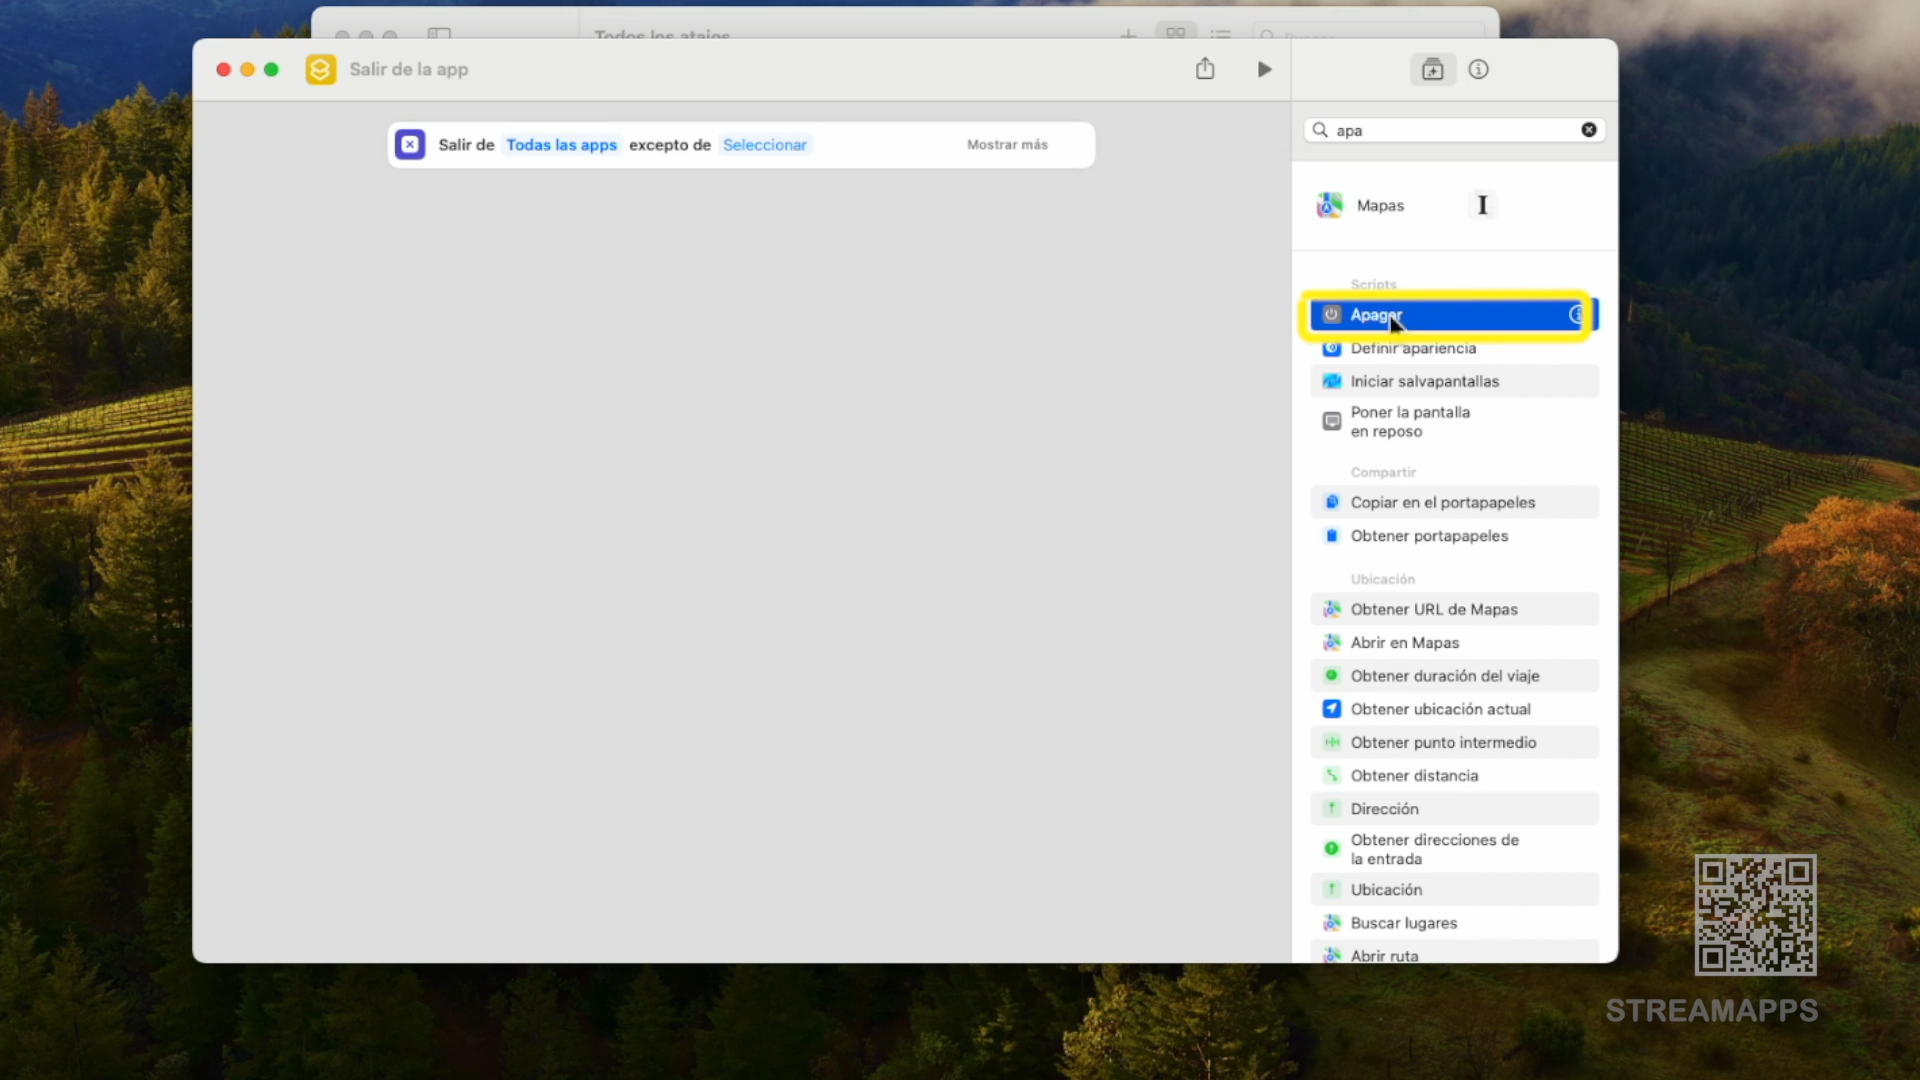 Todos los atajos
Buscar
Salir de la app
apa
Salir de Todas las apps excepto de Seleccionar
Mostrar más
Mapas
Scripts
Apagar
Definir apariencia
Iniciar salvapantallas
Poner la pantalla
en reposo
Compartir
Copiar en el portapapeles
Obtener portapapeles
Ubicación
Obtener URL de Mapas
Abrir en Mapas
Obtener duración del viaje
Obtener ubicación actual
Obtener punto intermedio
Obtener distancia
Dirección
Obtener direcciones de
la entrada
Ubicación
Buscar lugares
Abrir ruta
STREAMAPPS